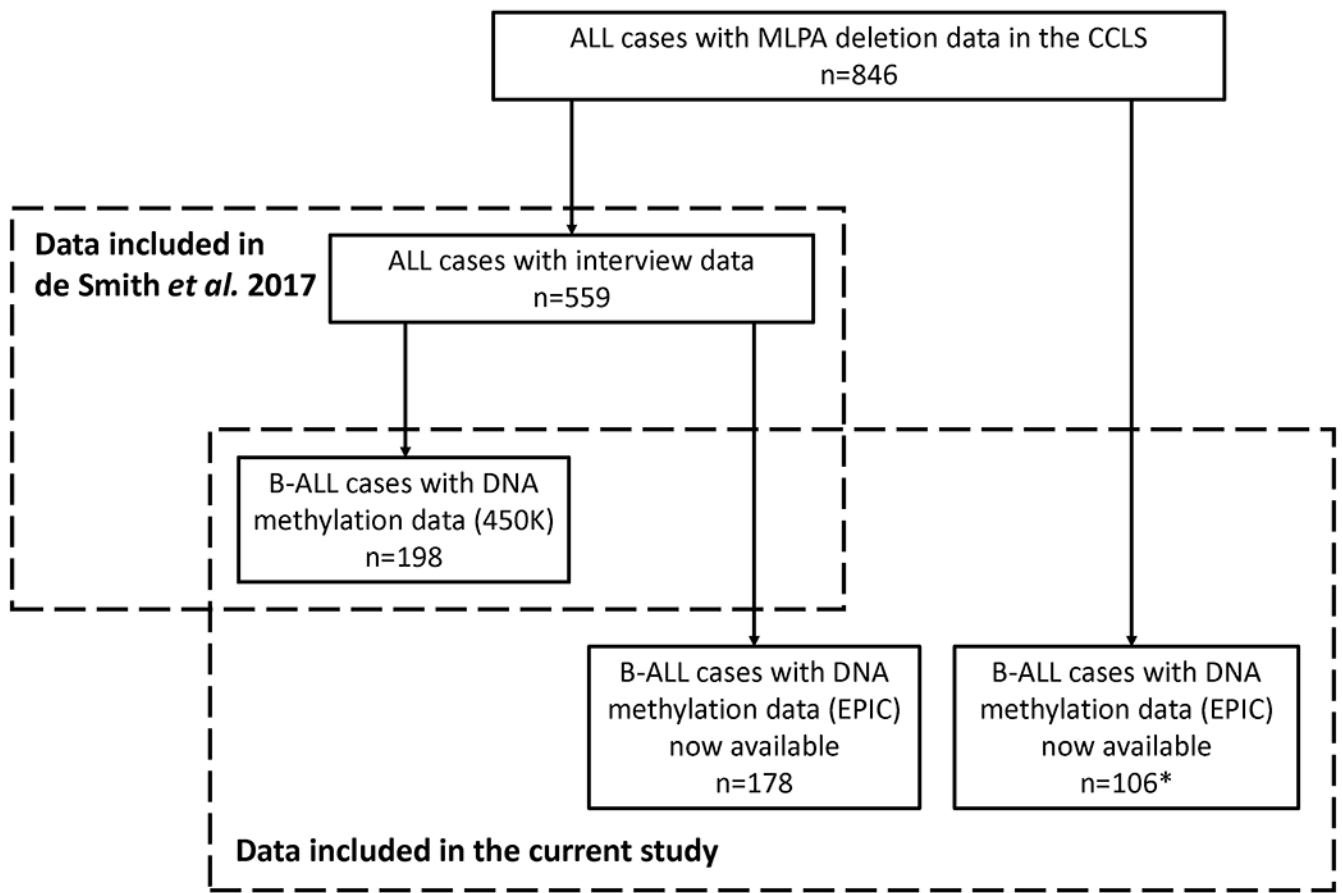 ALL cases with MLPA deletion data in the CCLS
n=846
Data included in
de Smith et al. 2017
ALL cases with interview data
n=559
B-ALL cases with DNA
methylation data (450K)
n=198
B-ALL cases with DNA
methylation data (EPIC)
now available
n=178
B-ALL cases with DNA
methylation data (EPIC)
now available
n=106*
Data included in the current study